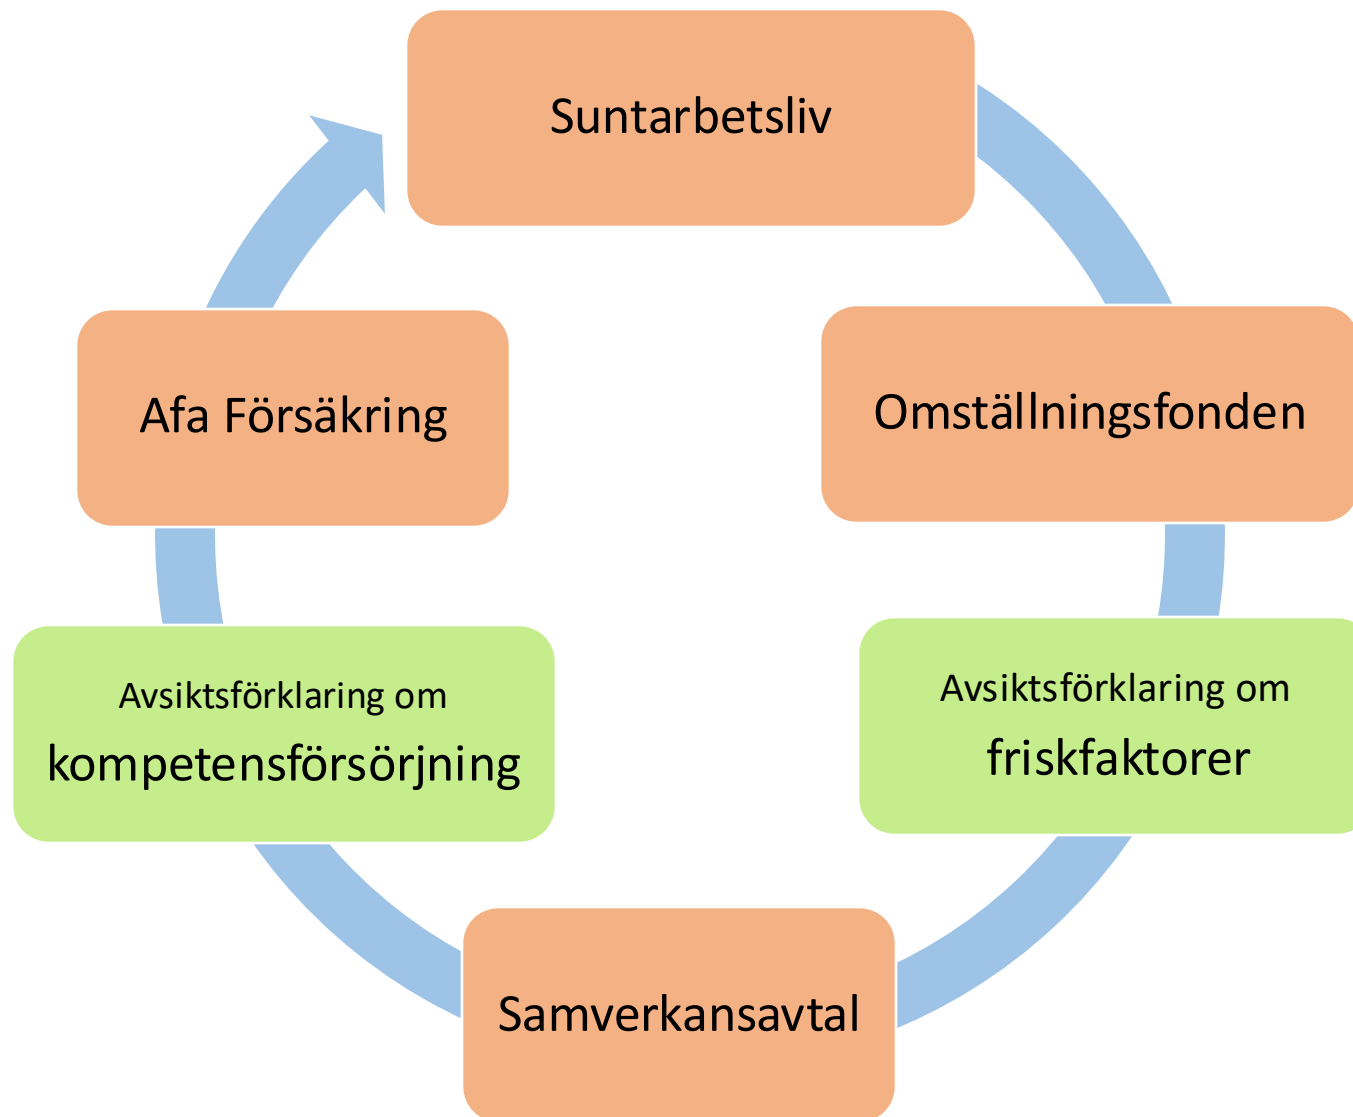 Suntarbetsliv
Omställningsfonden
Avsiktsförklaring om
friskfaktorer
Samverkansavtal
Avsiktsförklaring om
kompetensförsörjning
Afa Försäkring